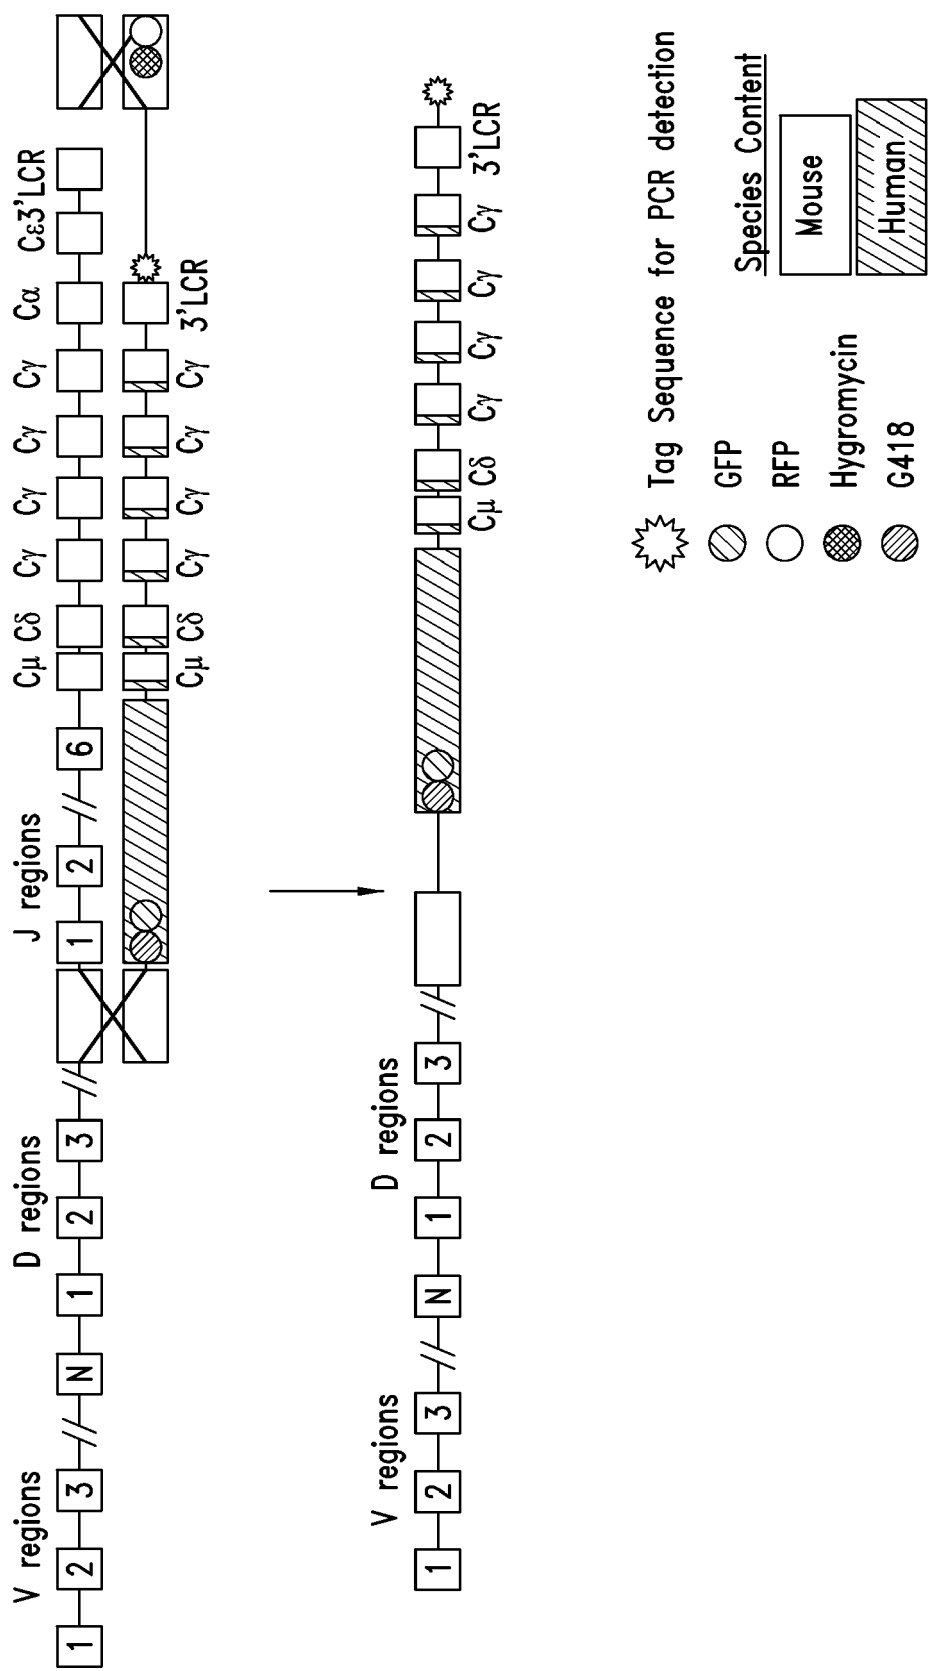 V regions D regions J regions Cμ Cδ Cγ Cγ Cγ Cγ Cα Cε3'LCR
1 2 3 // N 1 2 3 // 1 2 // 6
Cμ Cδ Cγ Cγ Cγ Cγ 3'LCR
V regions D regions
1 2 3 // N 1 2 3 //
Cμ Cδ Cγ Cγ Cγ Cγ 3'LCR
Tag Sequence for PCR detection
GFP
RFP
Hygromycin
G418
Species Content
Mouse
Human